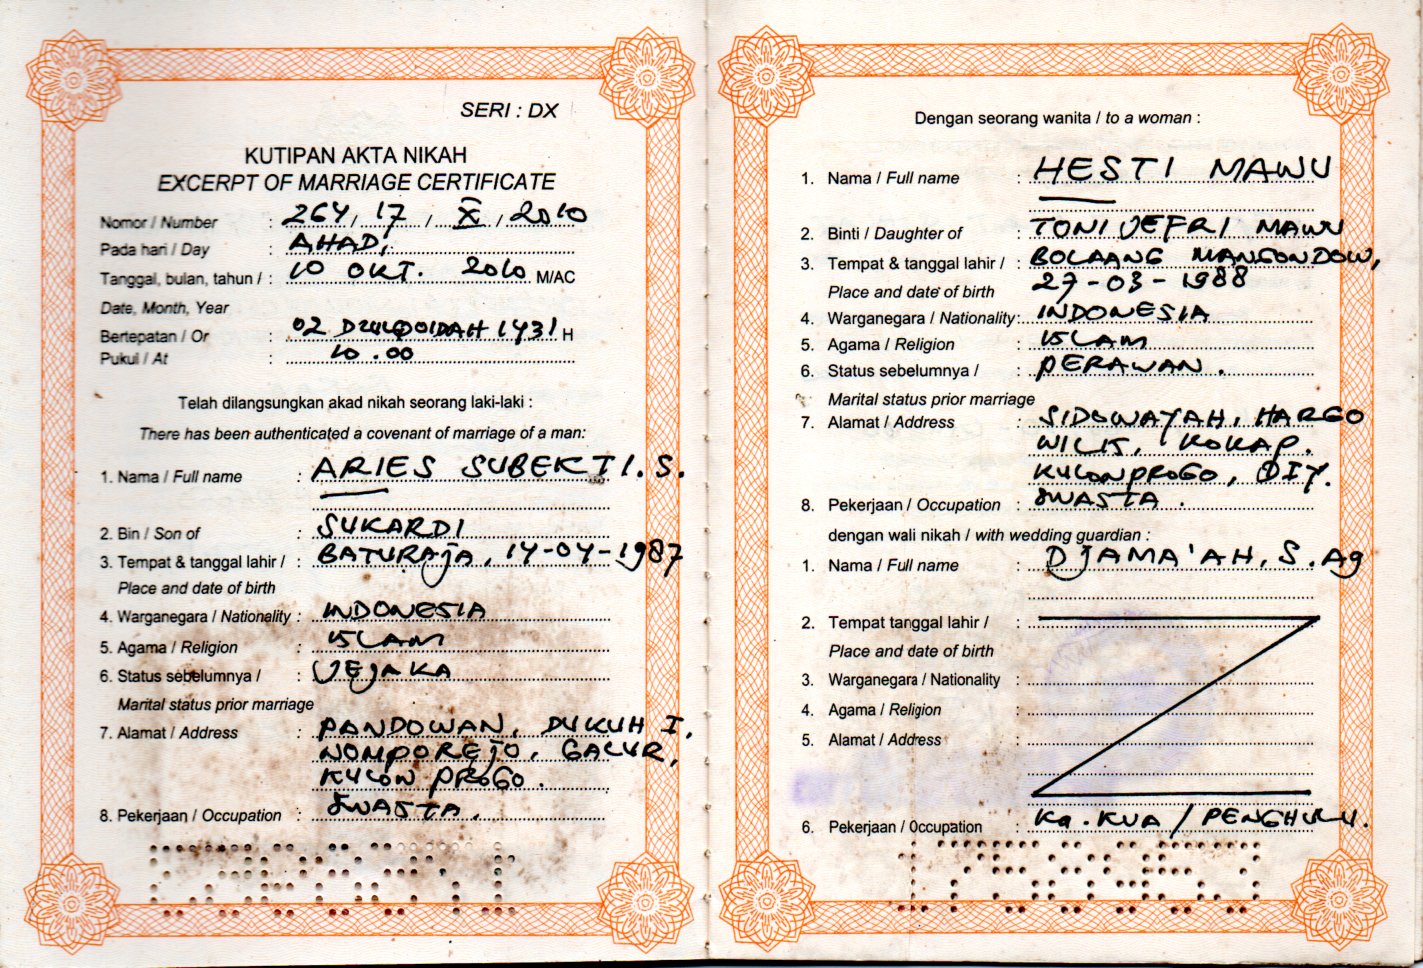 SERI : DX
KUTIPAN AKTA NIKAH
EXCERPT OF MARRIAGE CERTIFICATE
Nomor / Number : 264, 17 / X , 2010
Pada hari / Day : AHAD,
Tanggal, bulan, tahun / : 10 OKT. 2010 M/AC
Date, Month, Year
Bertepatan / Or : 02 DZULQOIDAH 1431 H
Pukul / At : 10.00
Telah dilangsungkan akad nikah seorang laki-laki :
There has been authenticated a covenant of marriage of a man:
1. Nama / Full name : ARIES SUBEKTI. S.
2. Bin / Son of : SUKARDI
3. Tempat & tanggal lahir / : BATURAJA, 14-04-1987
Place and date of birth
4. Warganegara / Nationality : INDONESIA
5. Agama / Religion : ISLAM
6. Status sebelumnya / : JEJAKA
Marital status prior marriage
7. Alamat / Address : PANDOWAN, DUKUH I,
NOMPOREJO, GALUR,
KULON PROGO.
8. Pekerjaan / Occupation : SWASTA.
Dengan seorang wanita / to a woman :
1. Nama / Full name : HESTI MAWU
2. Binti / Daughter of : TONI JEFRI MAWU
3. Tempat & tanggal lahir / : BOLAANG MANGONDOW,
Place and date of birth 27-03-1988
4. Warganegara / Nationality : INDONESIA
5. Agama / Religion : ISLAM
6. Status sebelumnya / : PERAWAN.
Marital status prior marriage
7. Alamat / Address : SIDOWAYAH, HARGO
WILIS, KOKAP.
KULONPROGO, DIY.
8. Pekerjaan / Occupation : SWASTA.
dengan wali nikah / with wedding guardian :
1. Nama / Full name : DJAMA'AH, S.Ag
2. Tempat tanggal lahir / :
Place and date of birth
3. Warganegara / Nationality :
4. Agama / Religion :
5. Alamat / Address :
6. Pekerjaan / Occupation : Ka. KUA / PENGHULU.